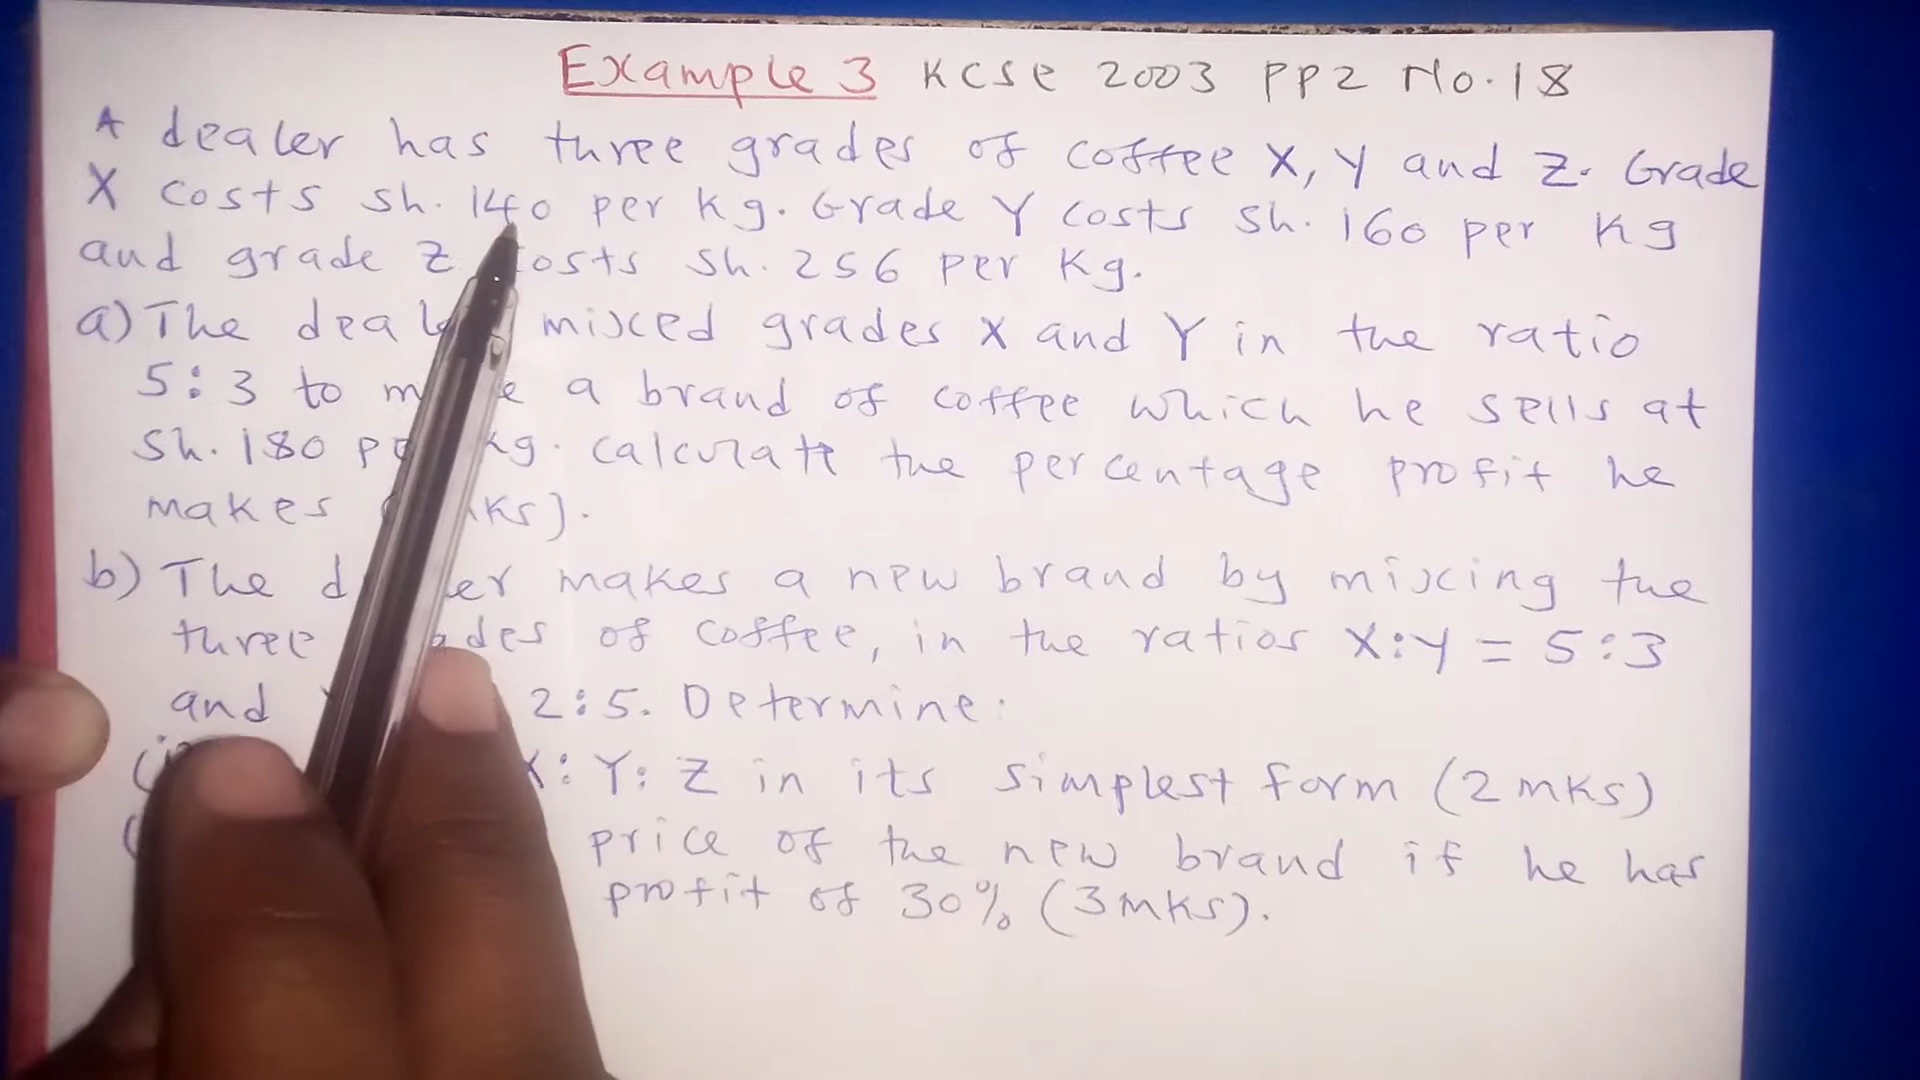 Example 3 KCSE 2003 PP2 No.18
A dealer has three grades of coffee X, Y and Z. Grade
X costs sh. 140 per kg. Grade Y costs sh. 160 per kg
and grade Z costs sh. 256 per kg.
a) The dealer mixed grades X and Y in the ratio
5:3 to make a brand of coffee which he sells at
sh. 180 per kg. calculate the percentage profit he
makes ks).
b) The dealer makes a new brand by mixing the
three grades of coffee, in the ratios X:Y = 5:3
and 2:5. Determine:
X:Y:Z in its simplest form (2mks)
price of the new brand if he has
profit of 30% (3mks).